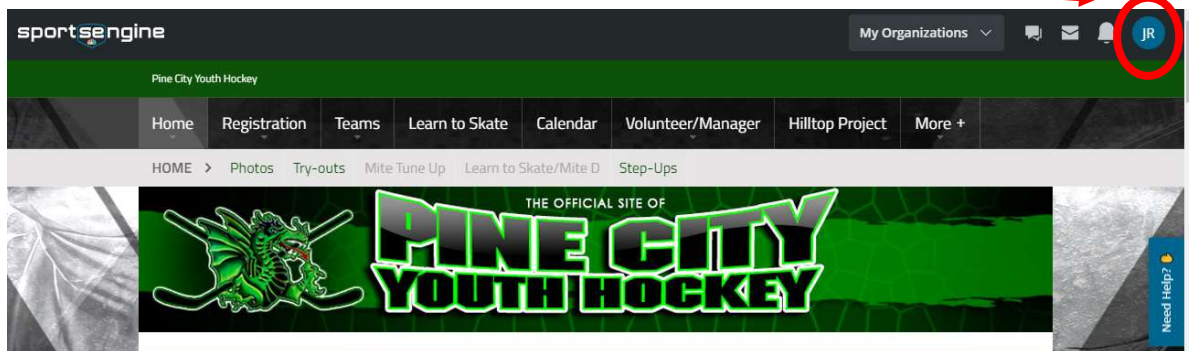 sportsengine
My Organizations
JR
Pine City Youth Hockey
Home Registration Teams Learn to Skate Calendar Volunteer/Manager Hilltop Project More +
HOME > Photos Try-outs Mite Tune Up Learn to Skate/Mite D Step-Ups
THE OFFICIAL SITE OF
PINE CITY
YOUTH HOCKEY
Need Help?